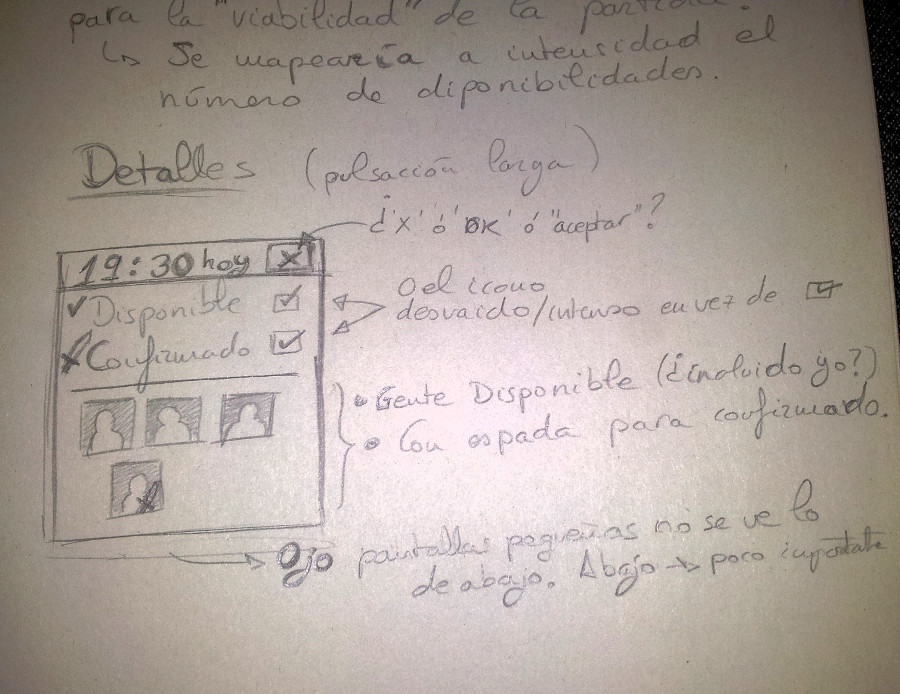 para la "viabilidad" de la partida.
↳ Se mapearía a intensidad el
número de diponibilidades.
Detalles (pulsación larga)
¿'X' ó 'OK' ó "aceptar"?
19:30 hoy X
✓ Disponible ☑
Confirmado ☑
O el icono
desvaido/intenso en vez de ☑
• Gente Disponible (¿incluido yo?)
• Con espada para confirmado.
→ Ojo pantallas pequeñas no se ve lo
de abajo. Abajo → poco importate